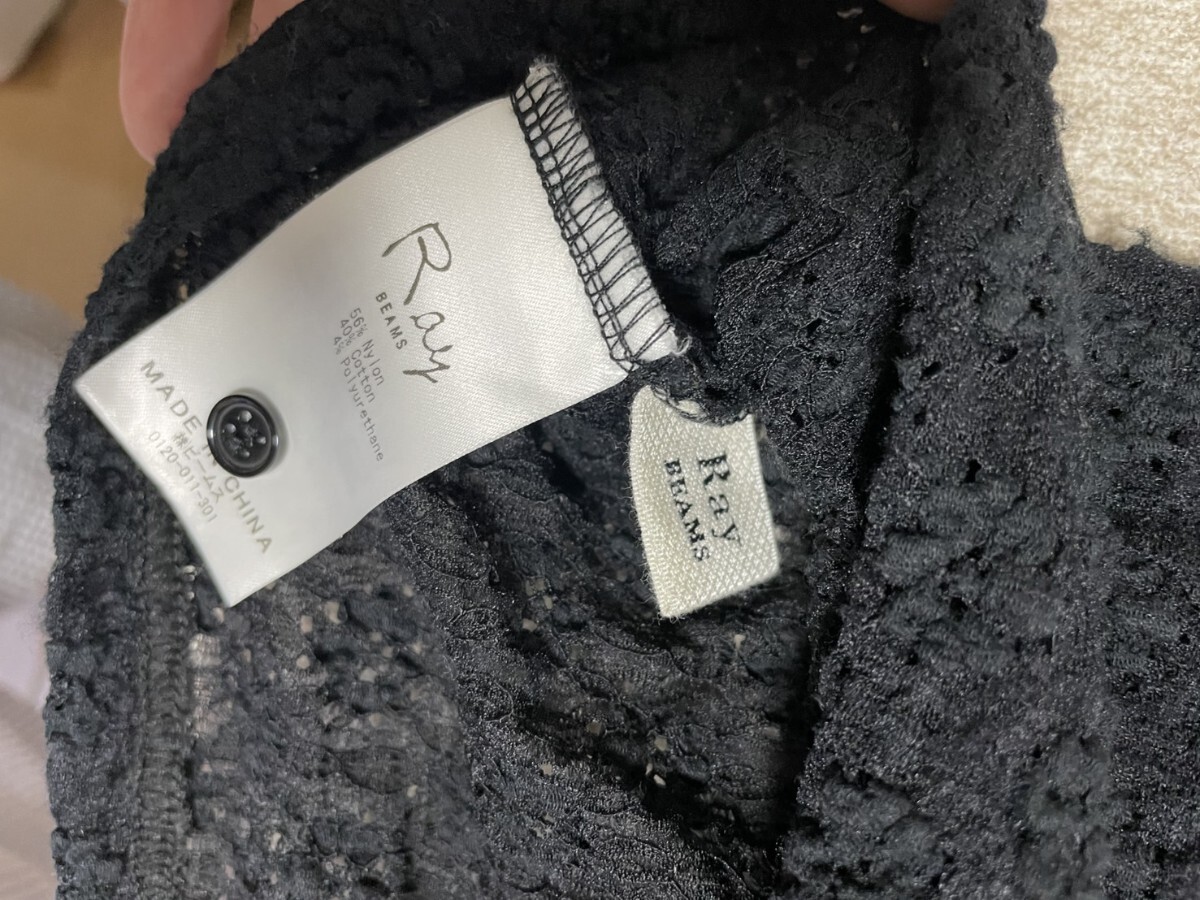 Ray
BEAMS
56% Nylon
40% Cotton
4% Polyurethane
MADE IN CHINA
㈱ビームス
0120-011-301
Ray
BEAMS